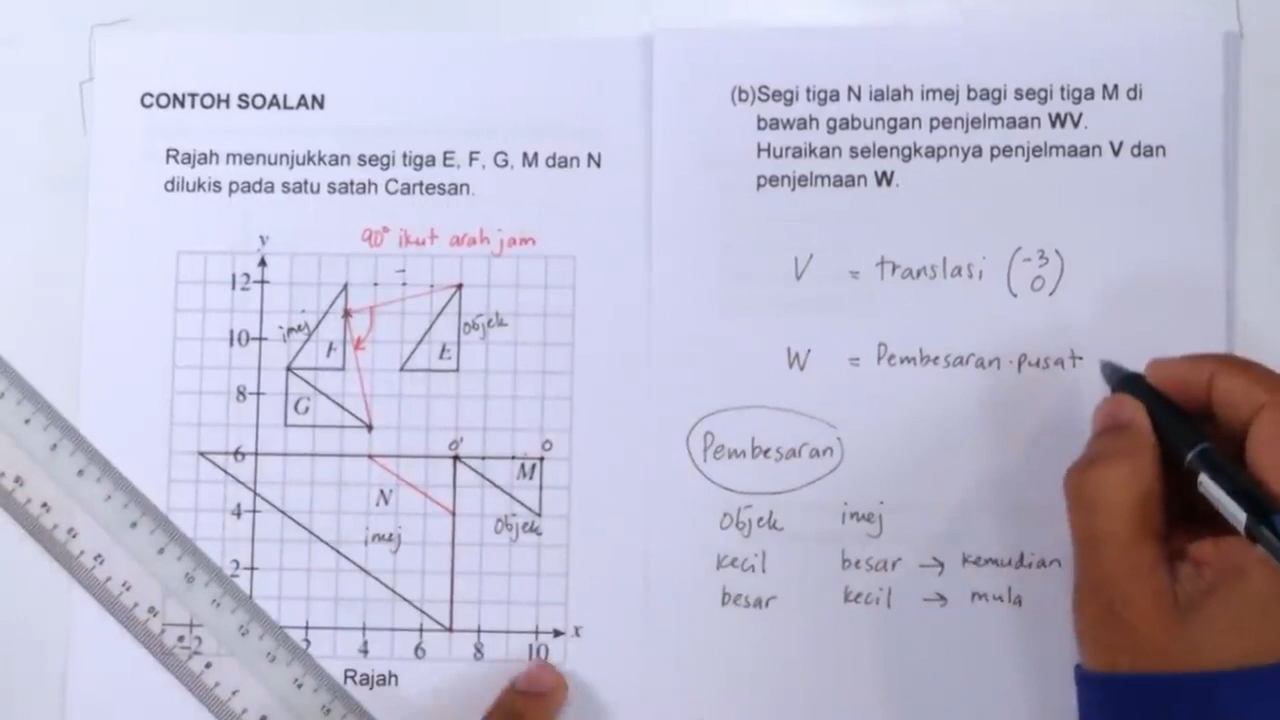 CONTOH SOALAN
Rajah menunjukkan segi tiga E, F, G, M dan N
dilukis pada satu satah Cartesan.
90° ikut arah jam
y
12
10
8
6
4
2
imej
objek
E
G
O'
O
M
N
imej
Objek
-2
2
4
6
8
10
x
Rajah
(b)Segi tiga N ialah imej bagi segi tiga M di
bawah gabungan penjelmaan WV.
Huraikan selengkapnya penjelmaan V dan
penjelmaan W.
V = translasi (-3
0)
W = Pembesaran.pusat
Pembesaran
Objek imej
kecil besar → kemudian
besar kecil → mula